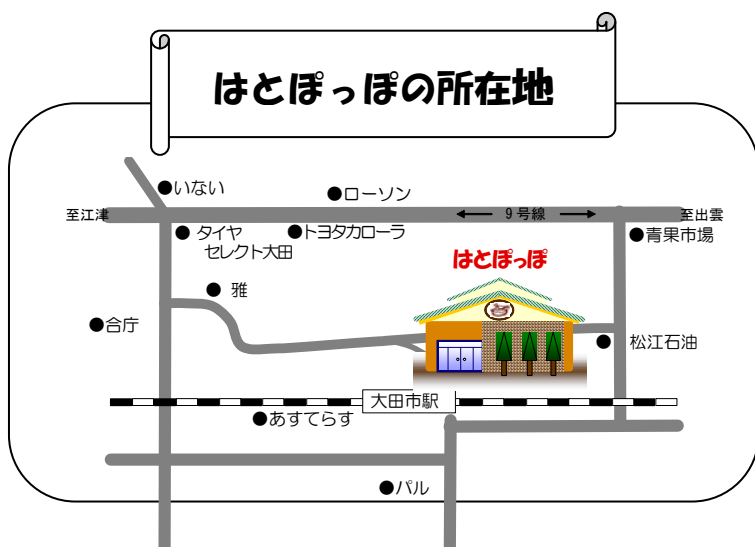 はとぽっぽの所在地
●いない
●ローソン
至江津
9号線
至出雲
●タイヤ
セレクト大田
●トヨタカローラ
●青果市場
はとぽっぽ
●雅
●合庁
●松江石油
大田市駅
●あすてらす
●パル